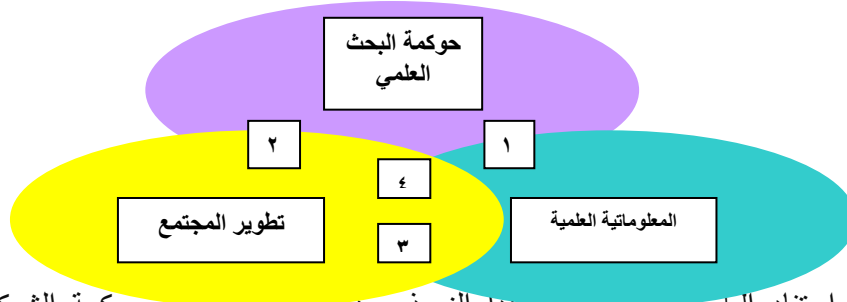 حوكمة البحث
العلمي
٢
١
٤
تطوير المجتمع
المعلوماتية العلمية
٣